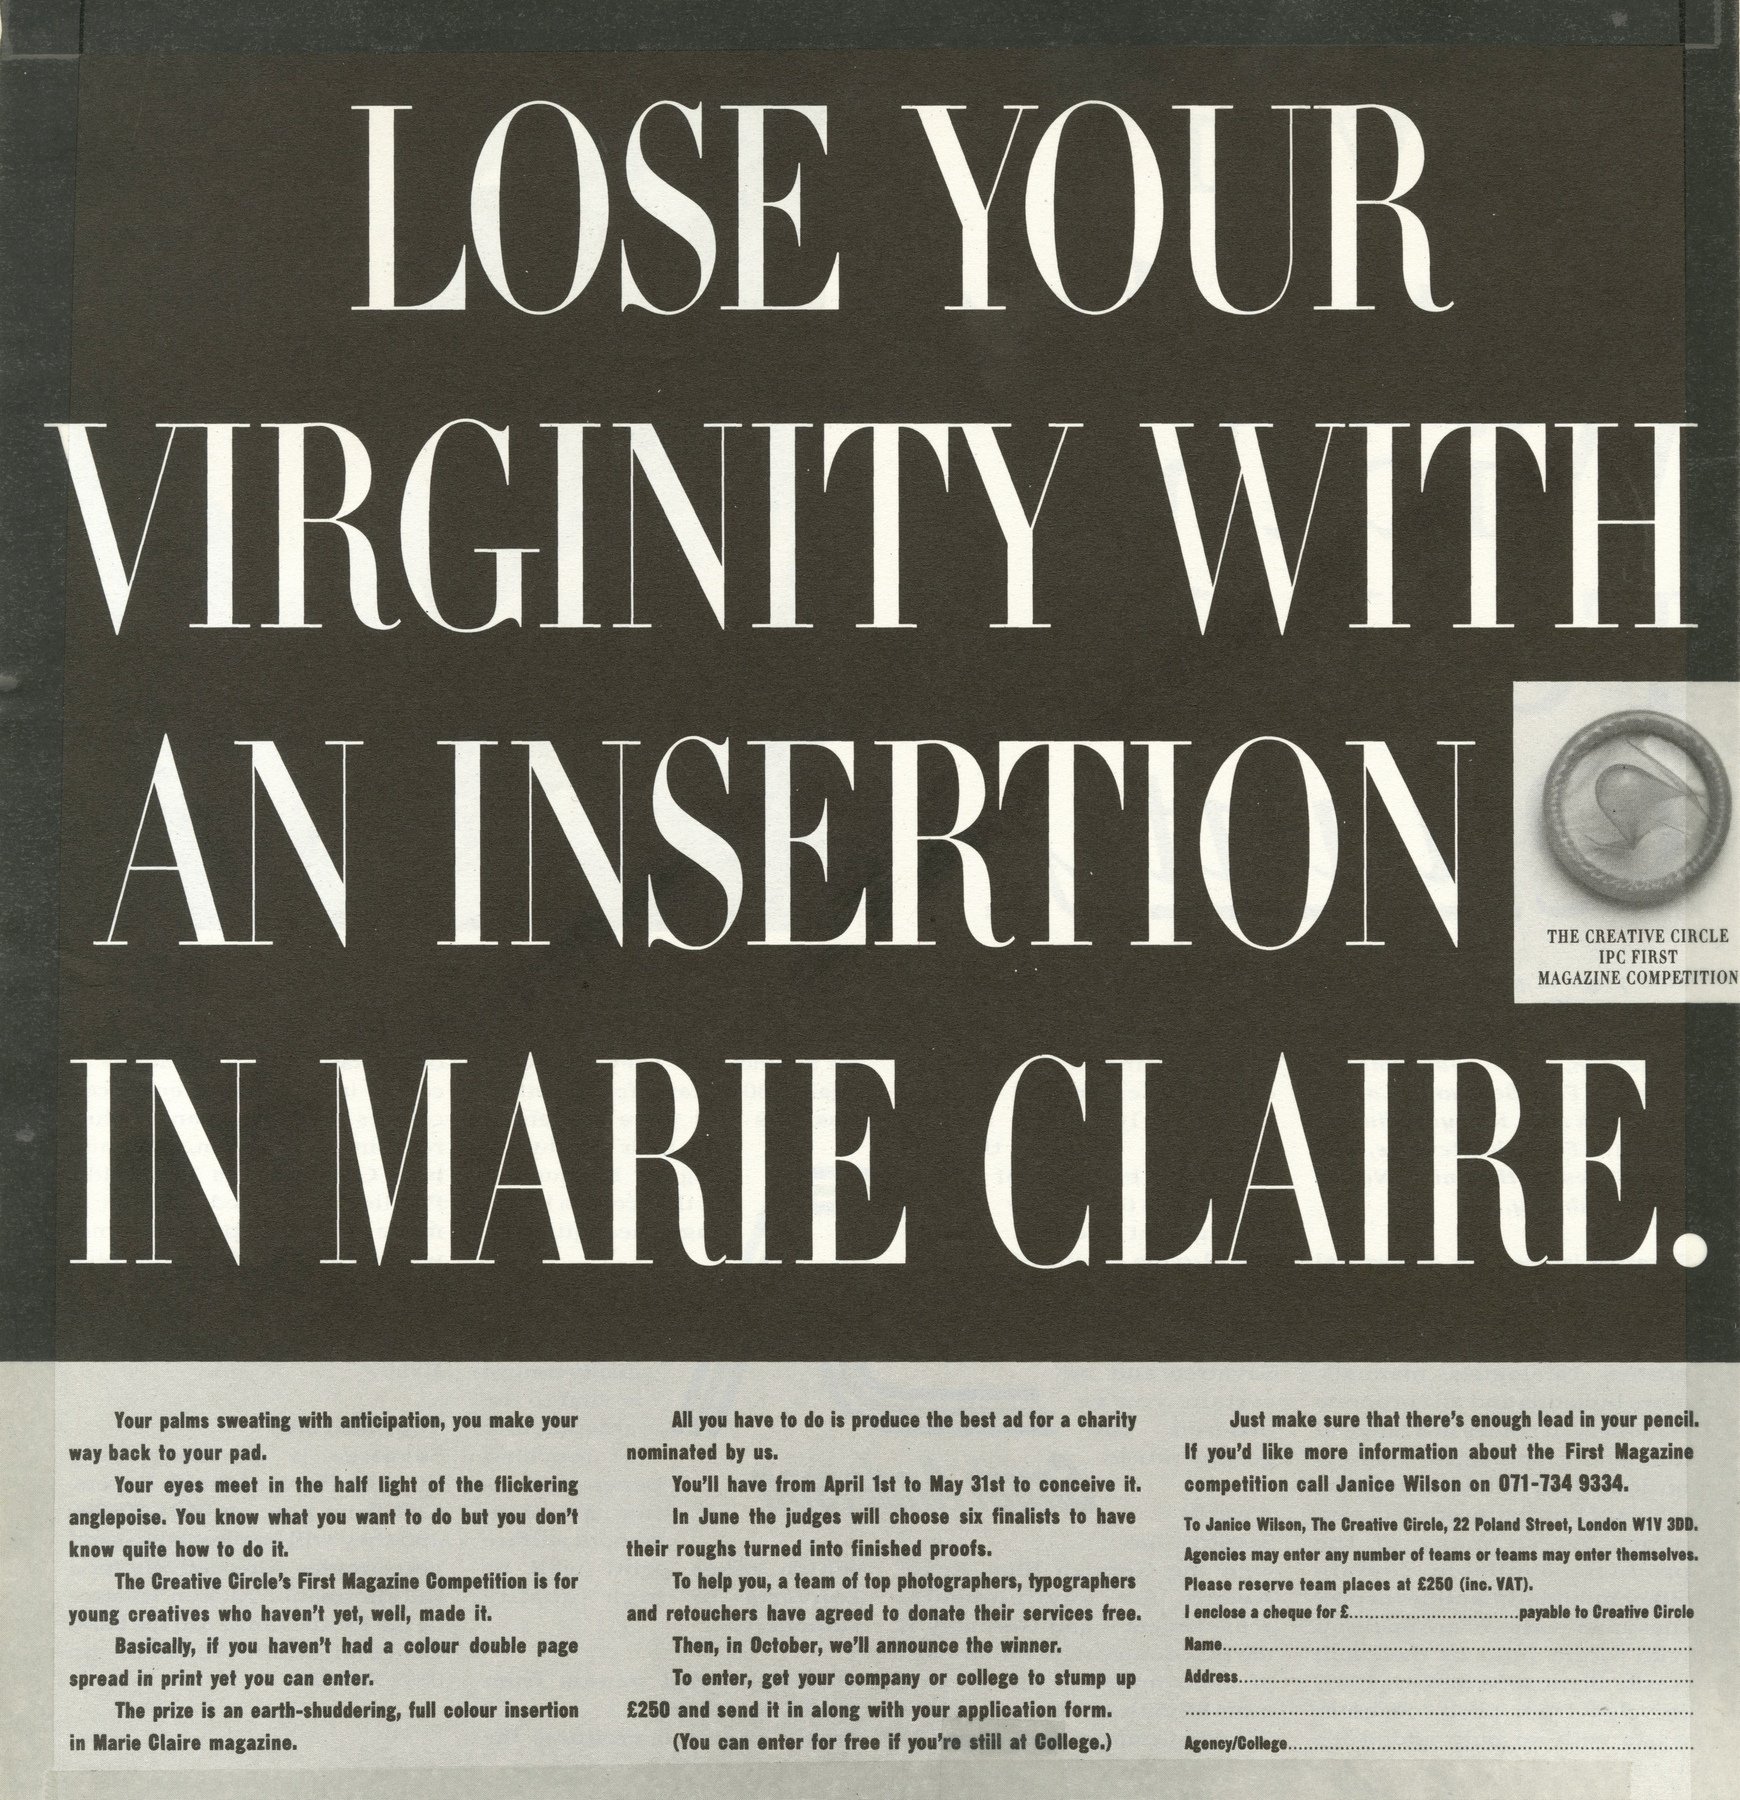 LOSE YOUR
VIRGINITY WITH
AN INSERTION
THE CREATIVE CIRCLE
IPC FIRST
MAGAZINE COMPETITION
IN MARIE CLAIRE.
Your palms sweating with anticipation, you make your
way back to your pad.
Your eyes meet in the half light of the flickering
anglepoise. You know what you want to do but you don't
know quite how to do it.
The Creative Circle's First Magazine Competition is for
young creatives who haven't yet, well, made it.
Basically, if you haven't had a colour double page
spread in print yet you can enter.
The prize is an earth-shuddering, full colour insertion
in Marie Claire magazine.
All you have to do is produce the best ad for a charity
nominated by us.
You'll have from April 1st to May 31st to conceive it.
In June the judges will choose six finalists to have
their roughs turned into finished proofs.
To help you, a team of top photographers, typographers
and retouchers have agreed to donate their services free.
Then, in October, we'll announce the winner.
To enter, get your company or college to stump up
£250 and send it in along with your application form.
(You can enter for free if you're still at College.)
Just make sure that there's enough lead in your pencil.
If you'd like more information about the First Magazine
competition call Janice Wilson on 071-734 9334.
To Janice Wilson, The Creative Circle, 22 Poland Street, London W1V 3DD.
Agencies may enter any number of teams or teams may enter themselves.
Please reserve team places at £250 (inc. VAT).
I enclose a cheque for £..............................payable to Creative Circle
Name
Address
Agency/College